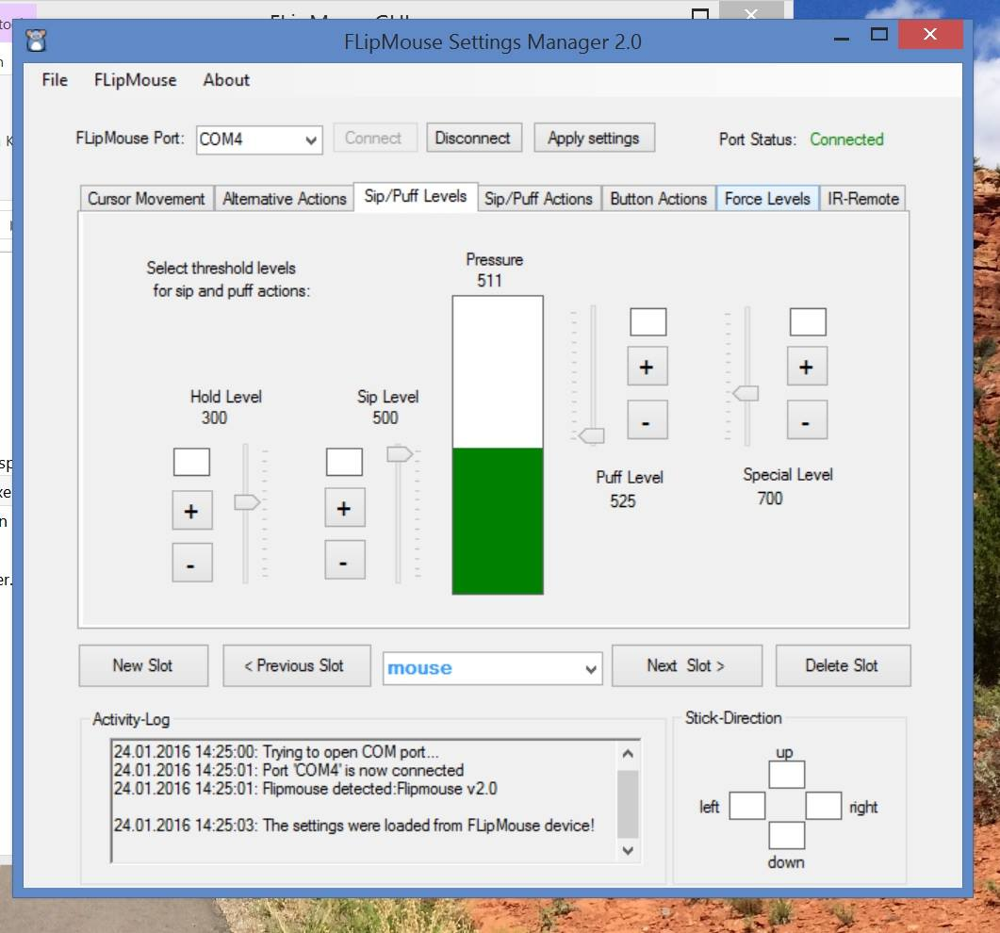 FLipMouse Settings Manager 2.0
File FLipMouse About
FLipMouse Port: COM4 Connect Disconnect Apply settings Port Status: Connected
Cursor Movement Alternative Actions Sip/Puff Levels Sip/Puff Actions Button Actions Force Levels IR-Remote
Select threshold levels
for sip and puff actions:
Pressure
511
+ +
- -
Hold Level Sip Level
300 500
+ +
- -
Puff Level Special Level
525 700
New Slot < Previous Slot mouse Next Slot > Delete Slot
Activity-Log
24.01.2016 14:25:00: Trying to open COM port...
24.01.2016 14:25:01: Port 'COM4' is now connected
24.01.2016 14:25:01: Flipmouse detected:Flipmouse v2.0
24.01.2016 14:25:03: The settings were loaded from FLipMouse device!
Stick-Direction
up
left right
down